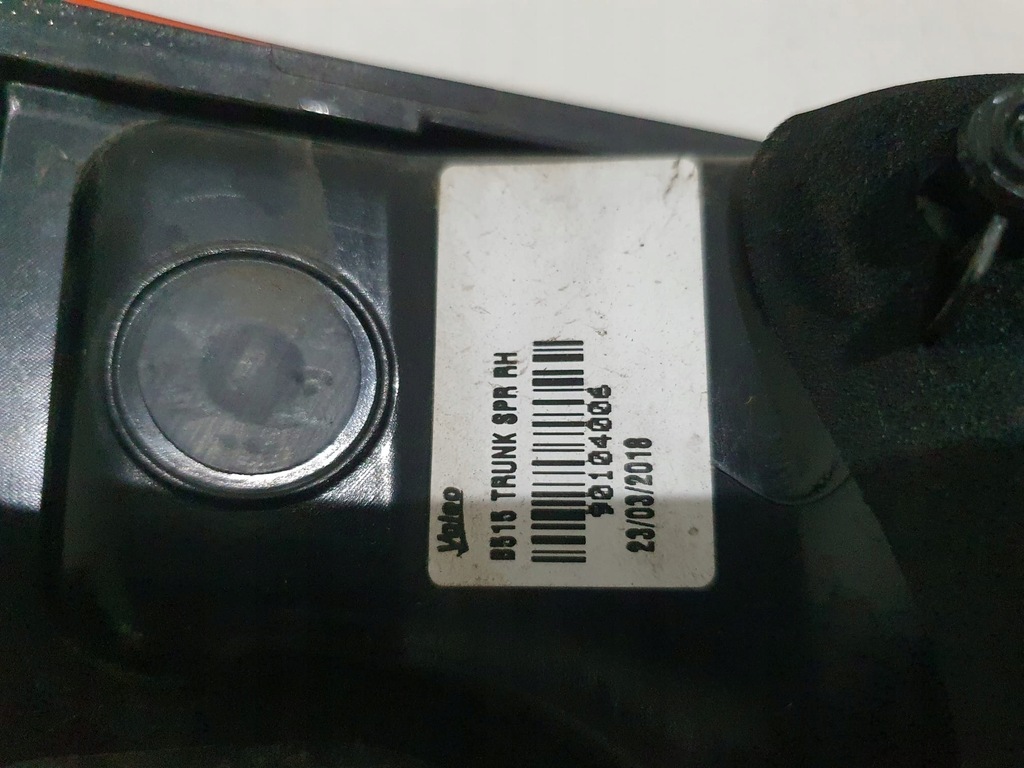 Valeo
B515 TRUNK SPR RH
90104006
23/03/2018